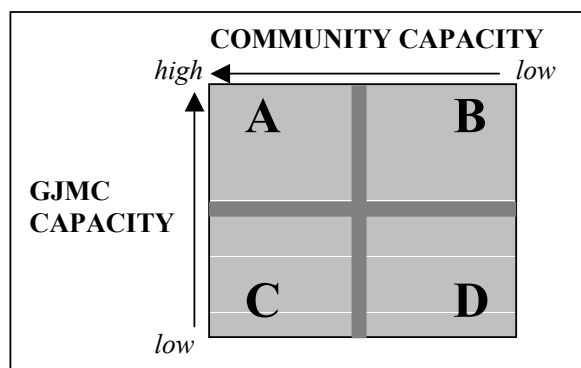 COMMUNITY CAPACITY
high low
A B
GJMC
CAPACITY
C D
low